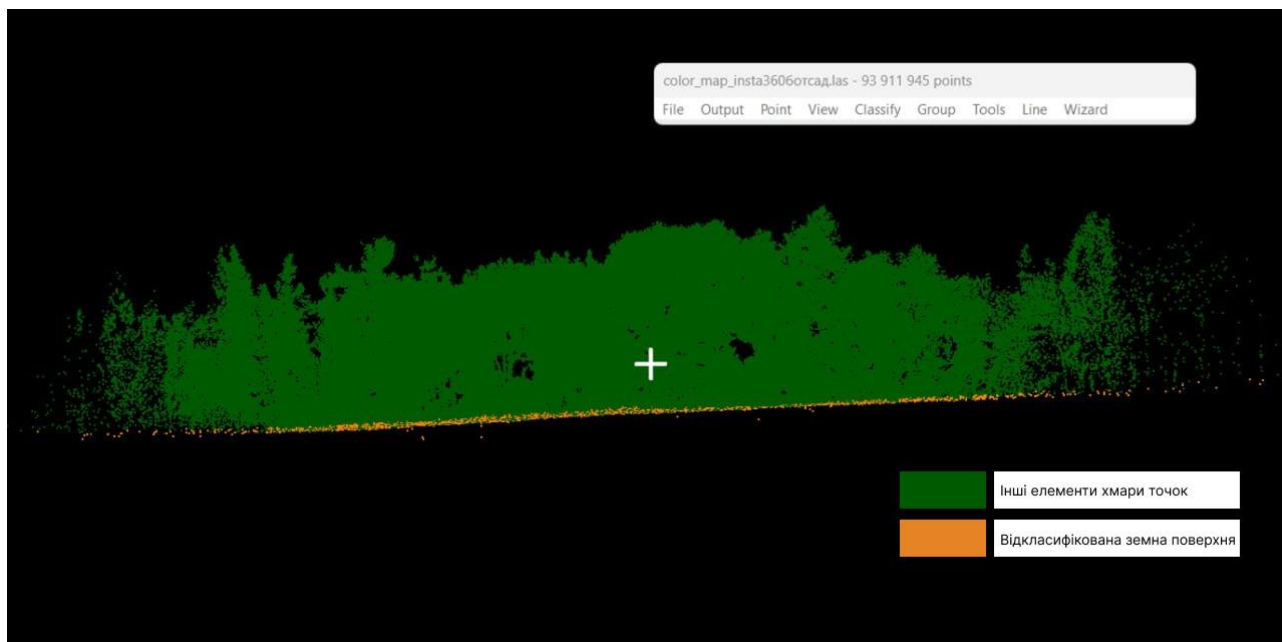 color_map_insta360ботсад.las - 93 911 945 points
File Output Point View Classify Group Tools Line Wizard
Інші елементи хмари точок
Відкласифікована земна поверхня